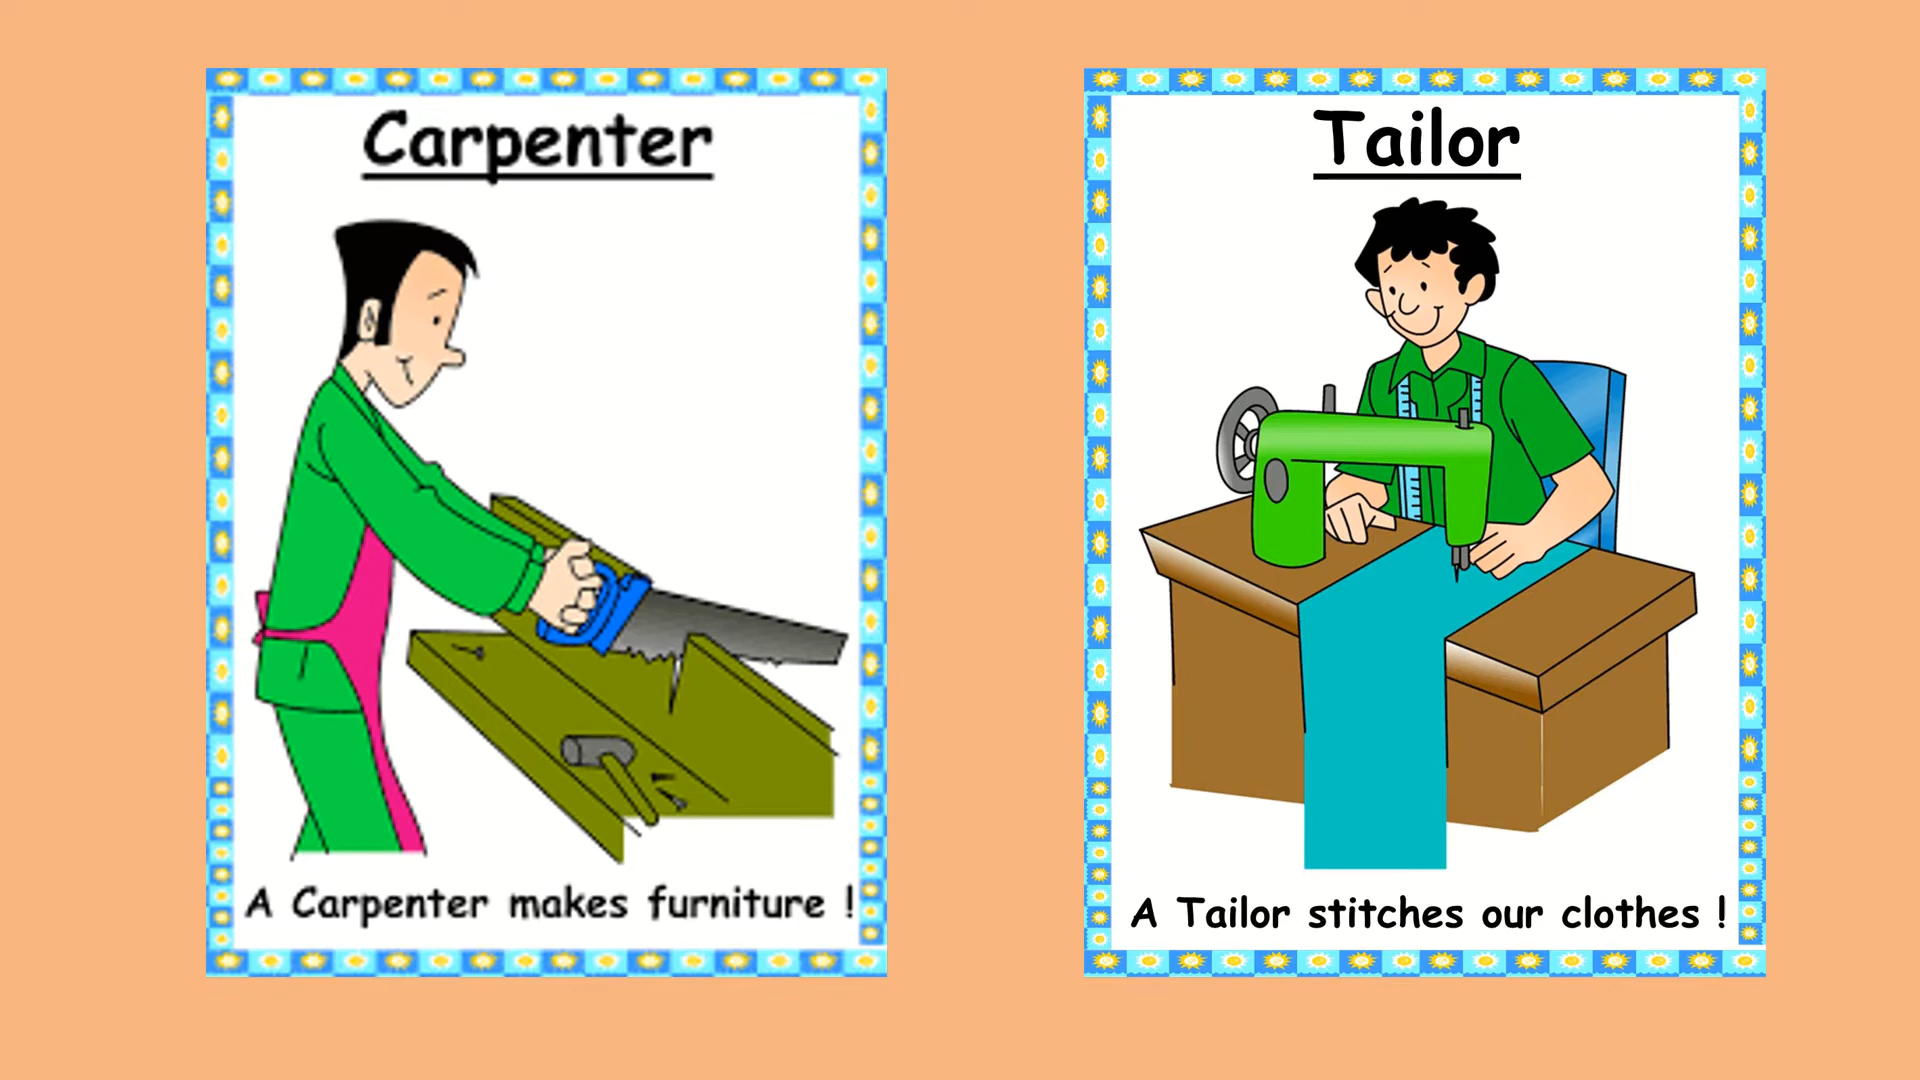 Carpenter
A Carpenter makes furniture !
Tailor
A Tailor stitches our clothes !